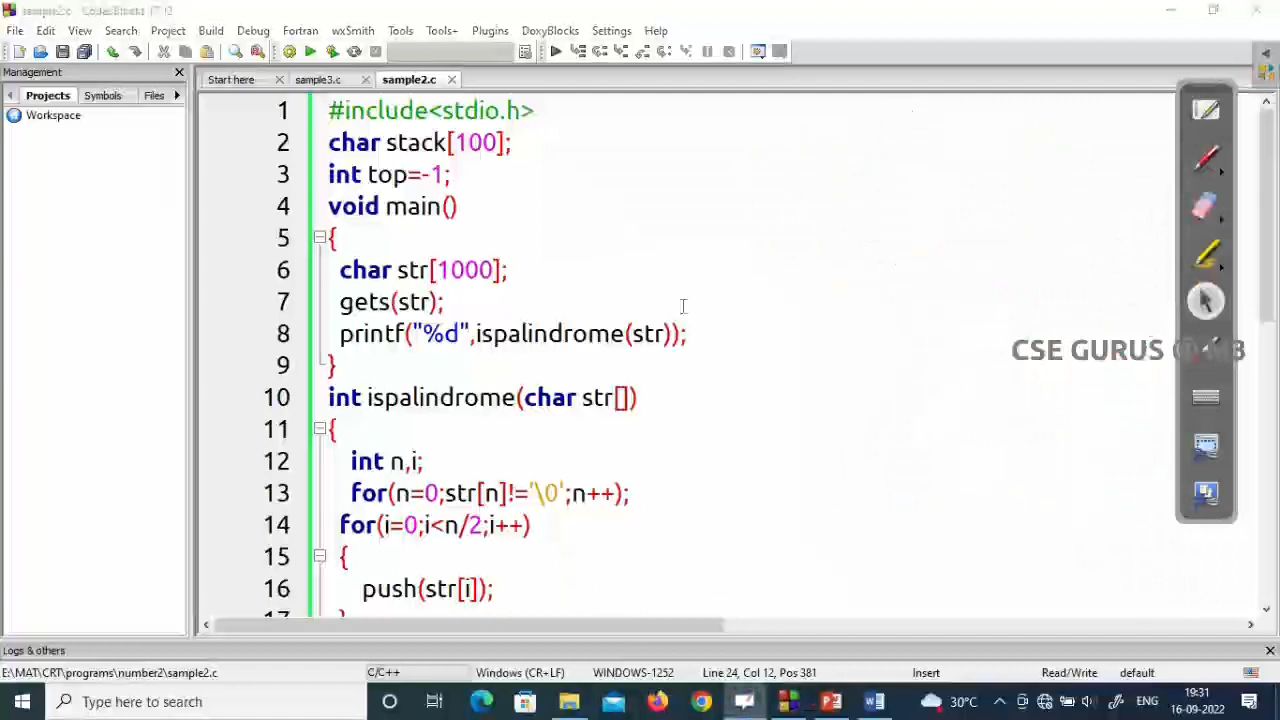 sample2.c - Code::Blocks
File Edit View Search Project Build Debug Fortran wxSmith Tools Tools+ Plugins DoxyBlocks Settings Help
Management
Start here sample3.c sample2.c
Projects Symbols Files
Workspace
1 #include<stdio.h>
2 char stack[100];
3 int top=-1;
4 void main()
5 {
6 char str[1000];
7 gets(str);
8 printf("%d",ispalindrome(str));
CSE GURUS
9 }
10 int ispalindrome(char str[])
11 {
12 int n,i;
13 for(n=0;str[n]!='\0';n++);
14 for(i=0;i<n/2;i++)
15 {
16 push(str[i]);
17 }
Logs & others
E:\MAT\CRT\programs\number2\sample2.c C/C++ Windows (CR+LF) WINDOWS-1252 Line 24, Col 12, Pos 381 Insert Read/Write default
Type here to search
30°C ENG 19:31
16-09-2022